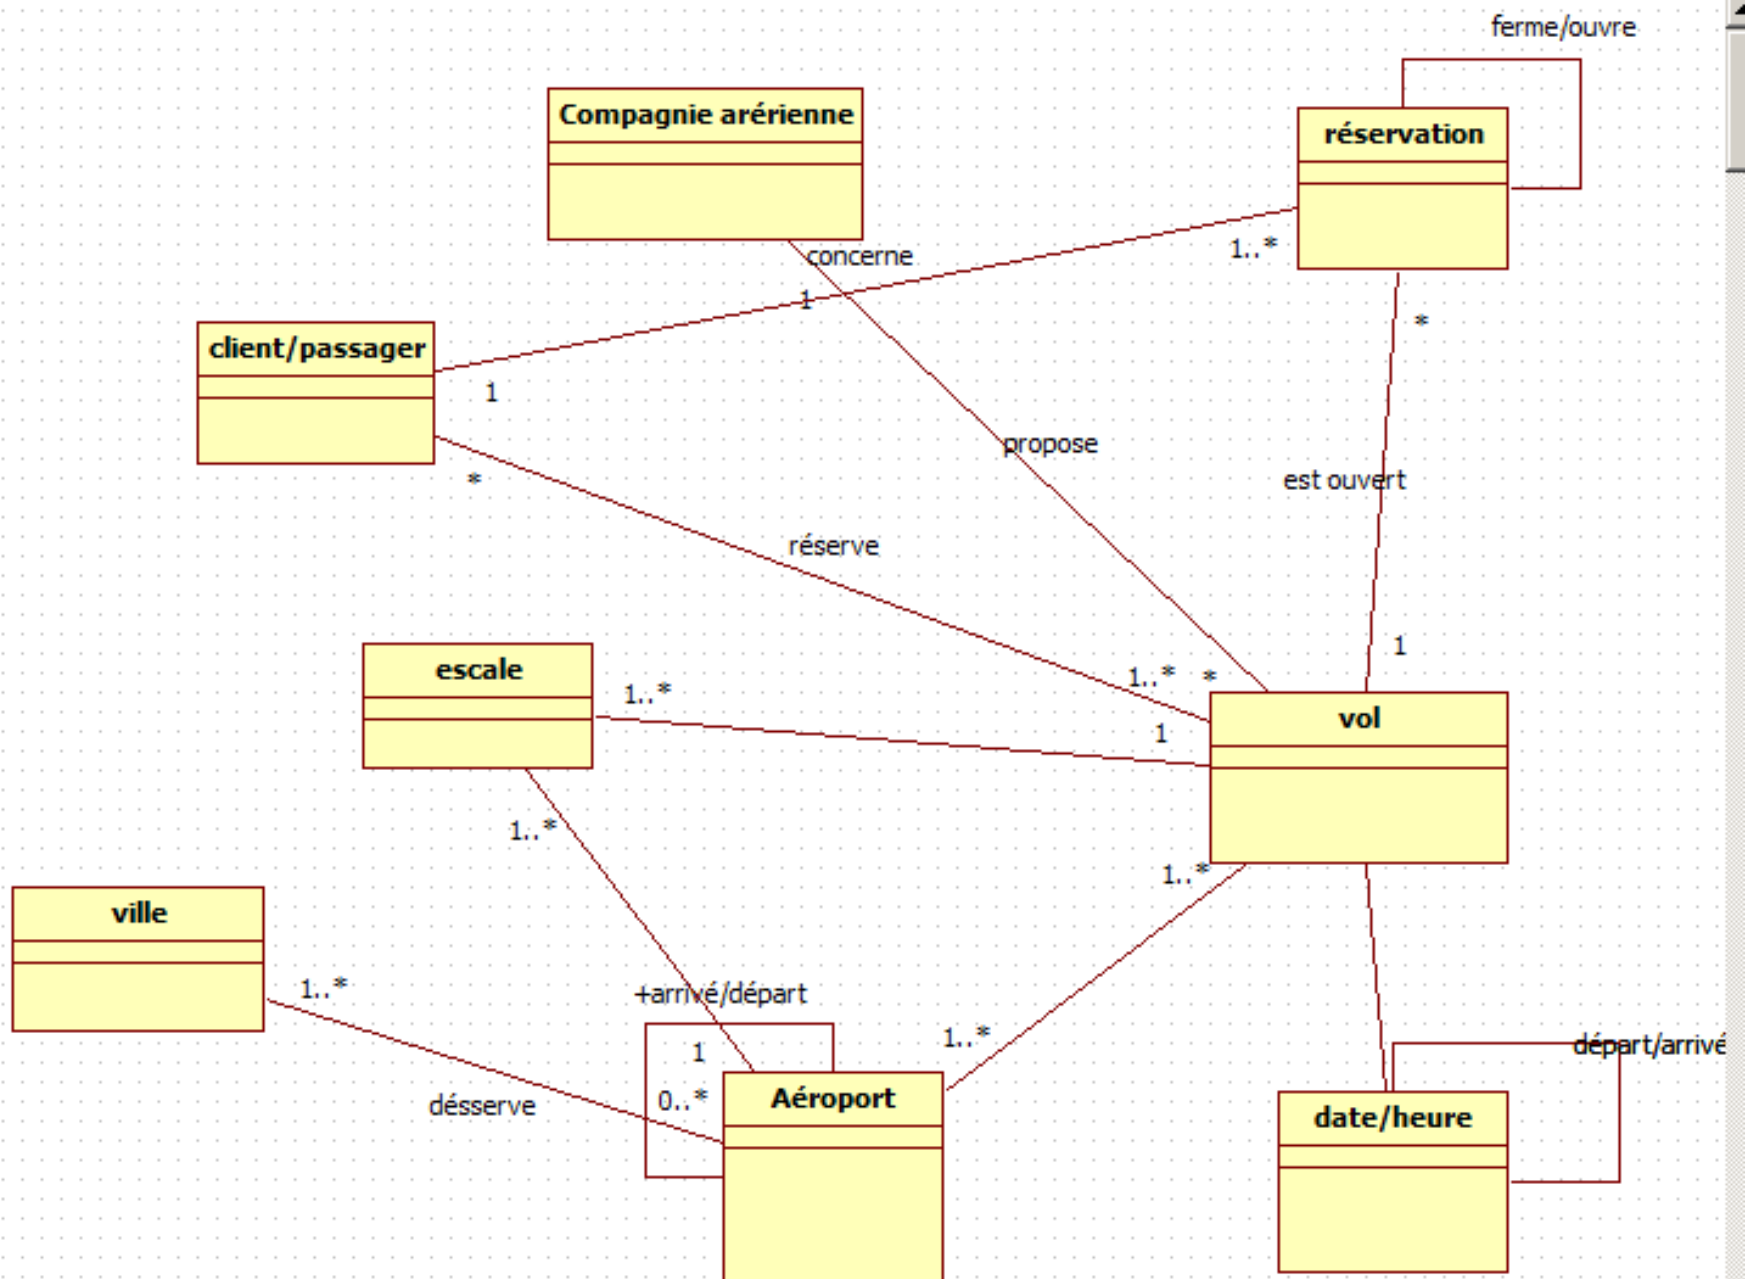 ferme/ouvre
Compagnie arérienne
réservation
concerne
1..*
1
*
client/passager
1
propose
*
est ouvert
réserve
1
escale
1..*
1..*
*
vol
1
1..*
1..*
ville
1..*
+arrivé/départ
1..*
1
départ/arrivé
désserve
0..*
Aéroport
date/heure